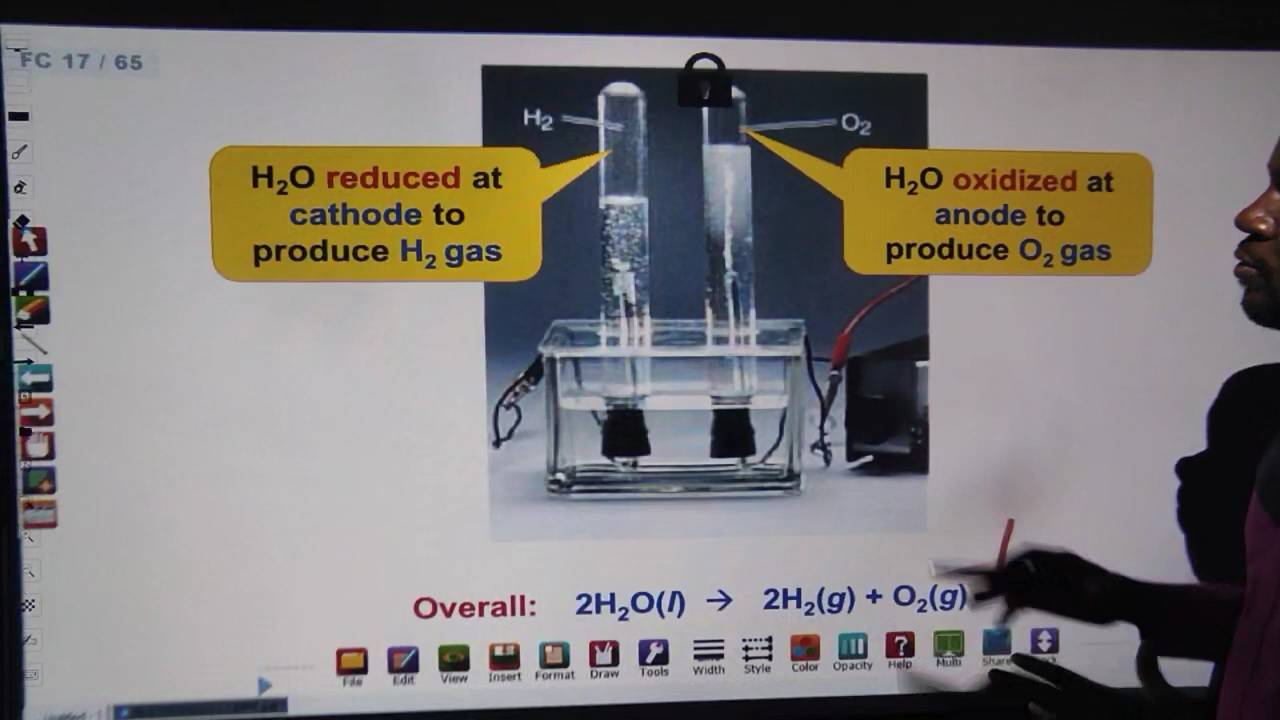 FC 17 / 65
H₂
O₂
H₂O reduced at
cathode to
produce H₂ gas
H₂O oxidized at
anode to
produce O₂ gas
Overall: 2H₂O(l) → 2H₂(g) + O₂(g)
File Edit View Insert Format Draw Tools Width Style Color Opacity Help Multi Share